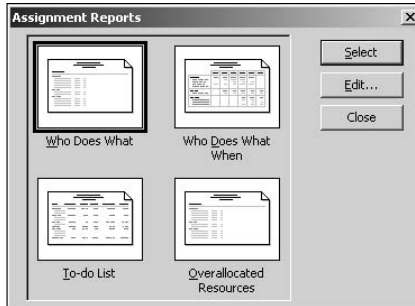 Assignment Reports
Select
Edit...
Close
Who Does What
Who Does What
When
To-do List
Overallocated
Resources